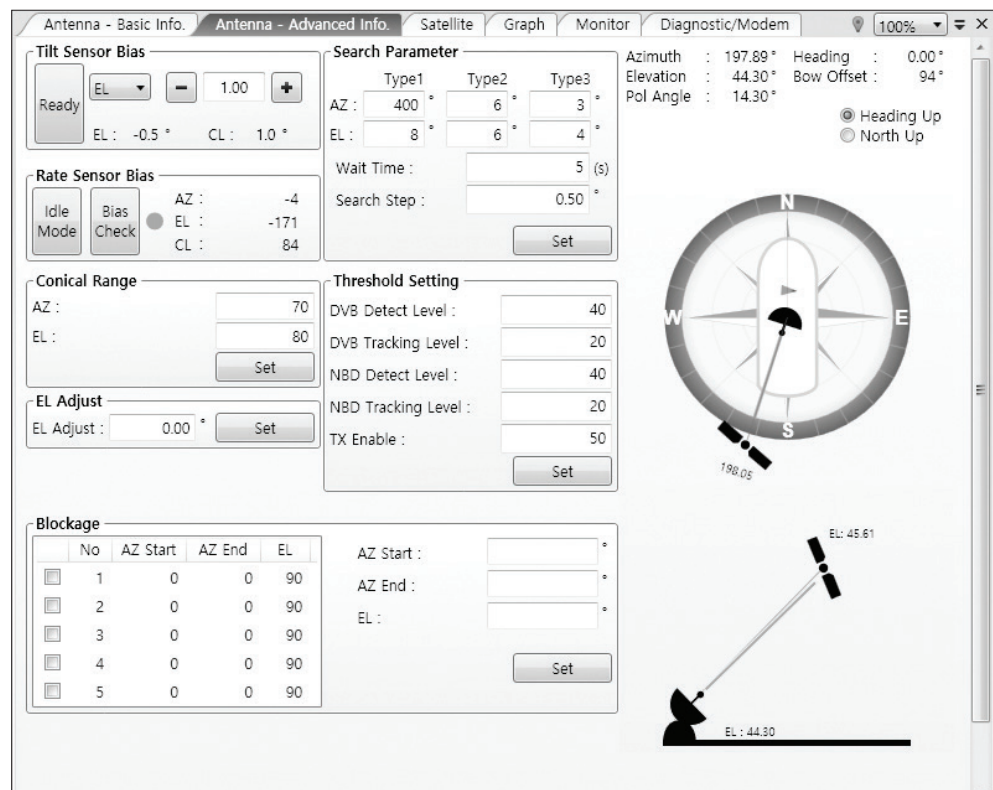 Antenna - Basic Info. Antenna - Advanced Info. Satellite Graph Monitor Diagnostic/Modem 100%
Tilt Sensor Bias
Ready EL 1.00
EL : -0.5 ° CL : 1.0 °
Rate Sensor Bias
Idle Mode Bias Check
AZ : -4
EL : -171
CL : 84
Conical Range
AZ : 70
EL : 80
Set
EL Adjust
EL Adjust : 0.00 ° Set
Search Parameter
Type1 Type2 Type3
AZ : 400 ° 6 ° 3 °
EL : 8 ° 6 ° 4 °
Wait Time : 5 (s)
Search Step : 0.50 °
Set
Threshold Setting
DVB Detect Level : 40
DVB Tracking Level : 20
NBD Detect Level : 40
NBD Tracking Level : 20
TX Enable : 50
Set
Blockage
No AZ Start AZ End EL
1 0 0 90
2 0 0 90
3 0 0 90
4 0 0 90
5 0 0 90
AZ Start : °
AZ End : °
EL : °
Set
Azimuth : 197.89 ° Heading : 0.00 °
Elevation : 44.30 ° Bow Offset : 94 °
Pol Angle : 14.30 °
Heading Up
North Up
N
W E
S
198.05
EL: 45.61
EL : 44.30